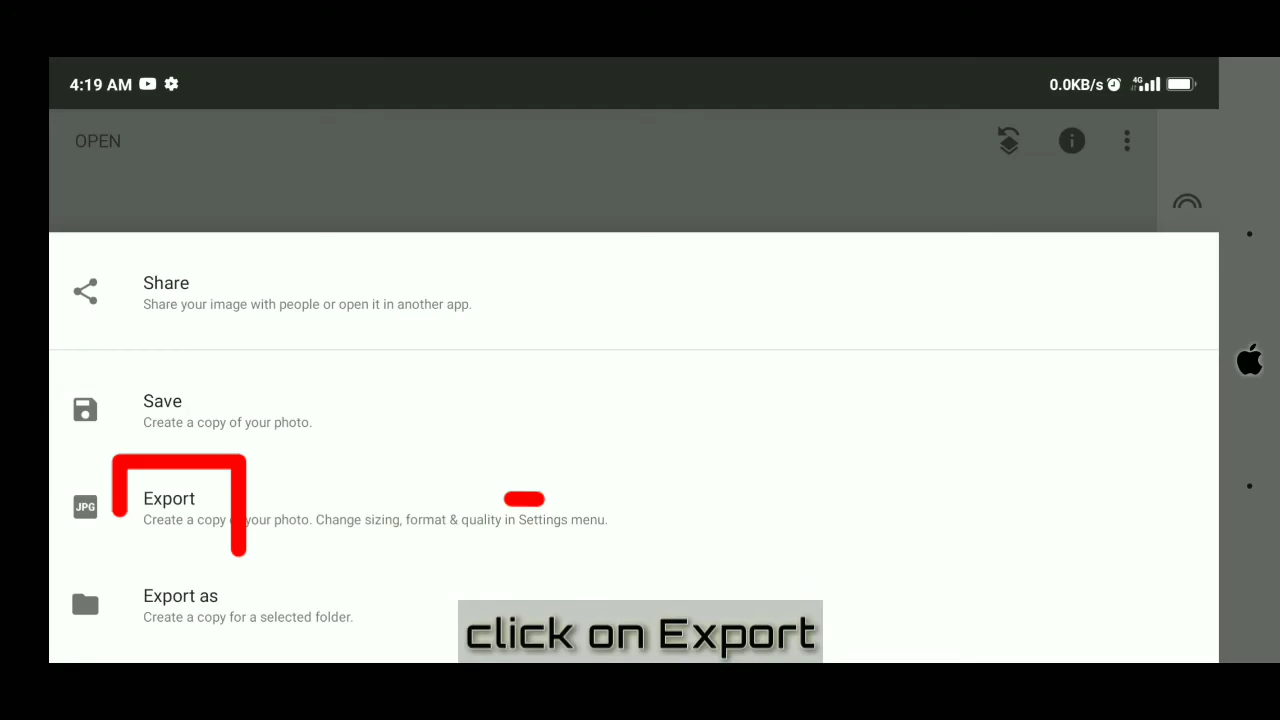 4:19 AM
0.0KB/s
4G
OPEN
Share
Share your image with people or open it in another app.
Save
Create a copy of your photo.
JPG
Export
Create a copy your photo. Change sizing, format & quality in Settings menu.
Export as
Create a copy for a selected folder.
click on Export